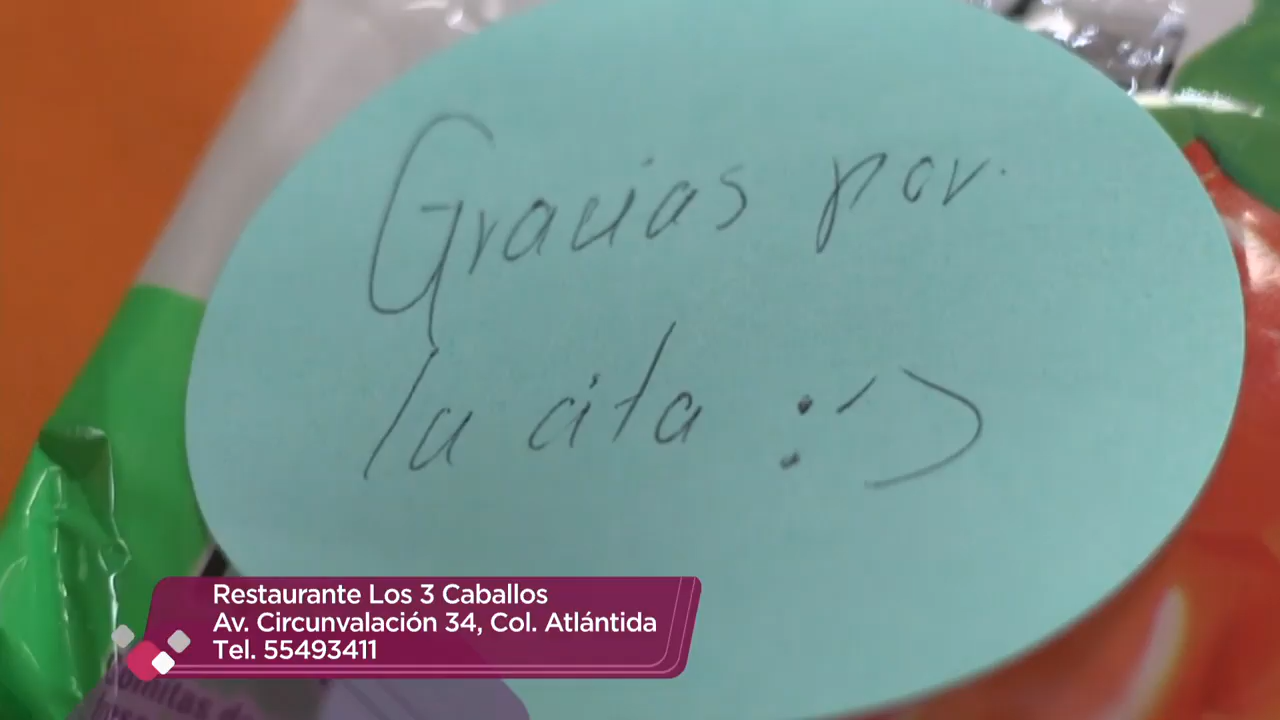 Gracias por
la cita :-)
Restaurante Los 3 Caballos
Av. Circunvalación 34, Col. Atlántida
Tel. 55493411